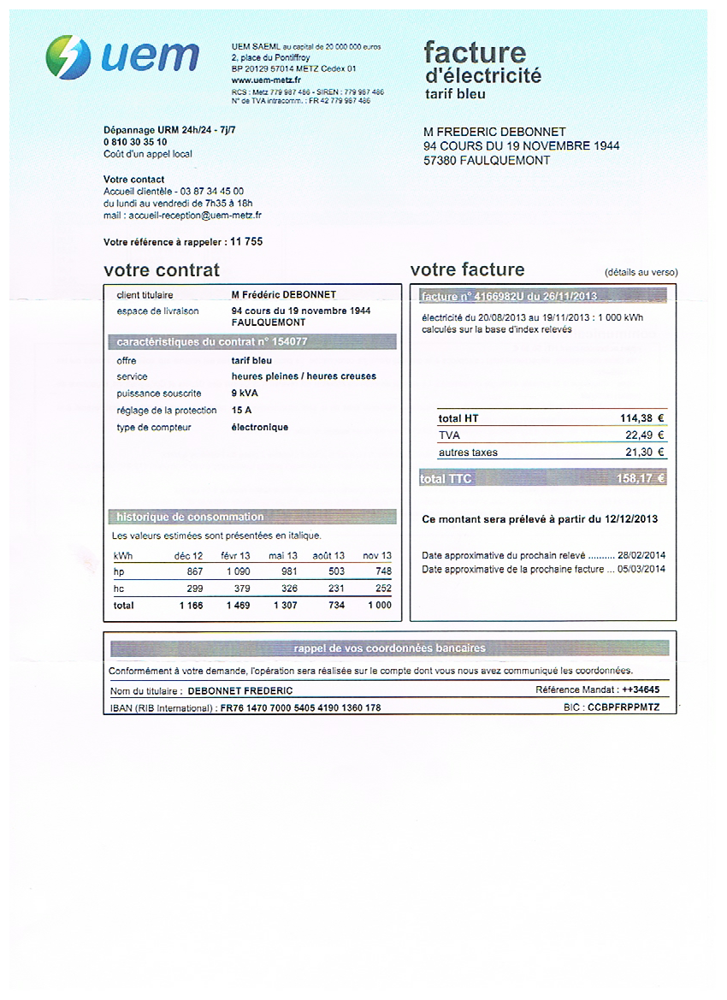 uem
UEM SAEML au capital de 20 000 000 euros
2, place du Pontiffroy
BP 20129 57014 METZ Cedex 01
www.uem-metz.fr
RCS : Metz 779 987 486 - SIREN : 779 987 486
N° de TVA intracomm. : FR 42 779 987 486
facture
d'électricité
tarif bleu
Dépannage URM 24h/24 - 7j/7
0 810 30 35 10
Coût d'un appel local
M FREDERIC DEBONNET
94 COURS DU 19 NOVEMBRE 1944
57380 FAULQUEMONT
Votre contact
Accueil clientèle - 03 87 34 45 00
du lundi au vendredi de 7h35 à 18h
mail : accueil-reception@uem-metz.fr
Votre référence à rappeler : 11 755
votre contrat
client titulaire M Frédéric DEBONNET
espace de livraison 94 cours du 19 novembre 1944
FAULQUEMONT
caractéristiques du contrat n° 154077
offre tarif bleu
service heures pleines / heures creuses
puissance souscrite 9 kVA
réglage de la protection 15 A
type de compteur électronique
historique de consommation
Les valeurs estimées sont présentées en italique.
kWh déc 12 févr 13 mai 13 août 13 nov 13
hp 867 1 090 981 503 748
hc 299 379 326 231 252
total 1 166 1 469 1 307 734 1 000
votre facture (détails au verso)
facture n° 4166982U du 26/11/2013
électricité du 20/08/2013 au 19/11/2013 : 1 000 kWh
calculés sur la base d'index relevés
total HT 114,38 €
TVA 22,49 €
autres taxes 21,30 €
total TTC 158,17 €
Ce montant sera prélevé à partir du 12/12/2013
Date approximative du prochain relevé ......... 28/02/2014
Date approximative de la prochaine facture ... 05/03/2014
rappel de vos coordonnées bancaires
Conformément à votre demande, l'opération sera réalisée sur le compte dont vous nous avez communiqué les coordonnées.
Nom du titulaire : DEBONNET FREDERIC Référence Mandat : ++34645
IBAN (RIB International) : FR76 1470 7000 5405 4190 1360 178 BIC : CCBPFRPPMTZ